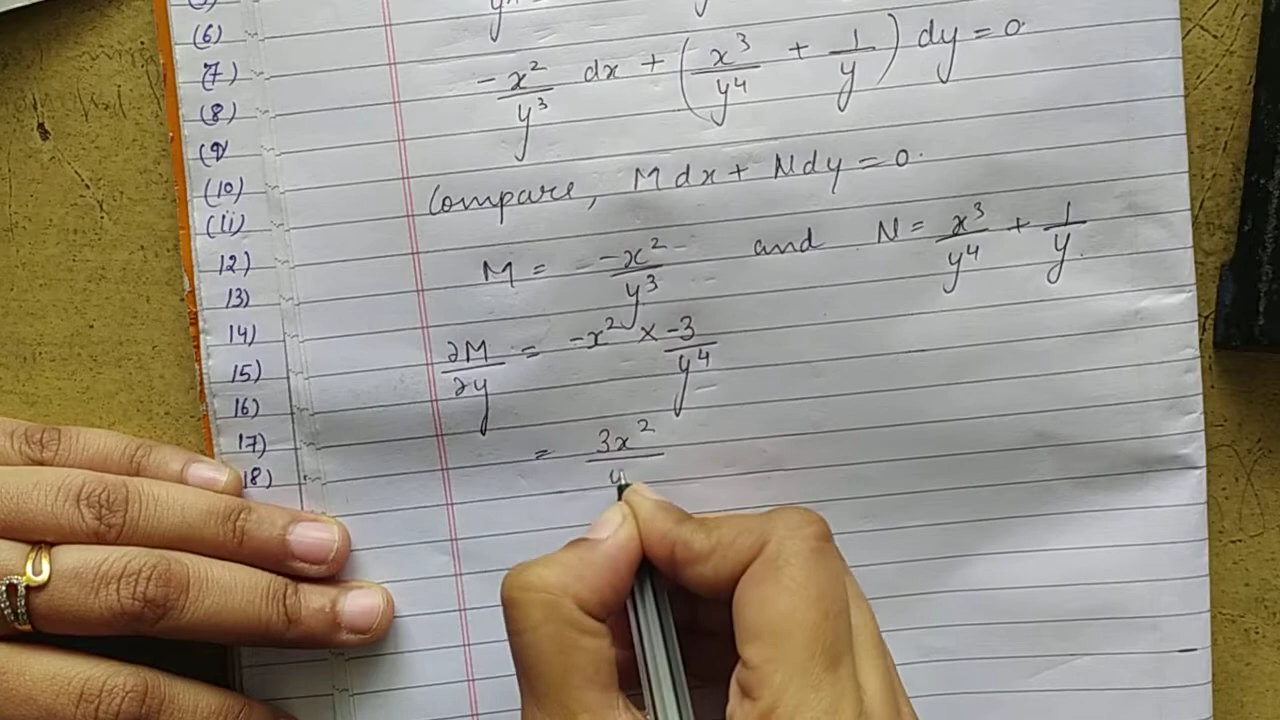 (6)
(7) -x²/y³ dx + (x³/y⁴ + 1/y) dy = 0
(8)
(9)
(10) Compare, Mdx + Ndy = 0.
(11)
12) M = -x²/y³ and N = x³/y⁴ + 1/y.
13)
14) ∂M/∂y = -x² × -3/y⁴
15)
16)
17) = 3x²/y
18)